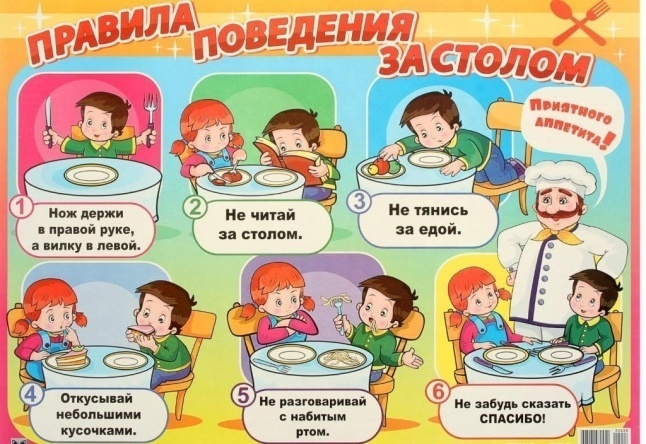 ПРАВИЛА
ПОВЕДЕНИЯ
ЗА СТОЛОМ
Приятного
аппетита!
1
Нож держи
в правой руке,
а вилку в левой.
2
Не читай
за столом.
3
Не тянись
за едой.
4
Откусывай
небольшими
кусочками.
5
Не разговаривай
с набитым
ртом.
6
Не забудь сказать
СПАСИБО!